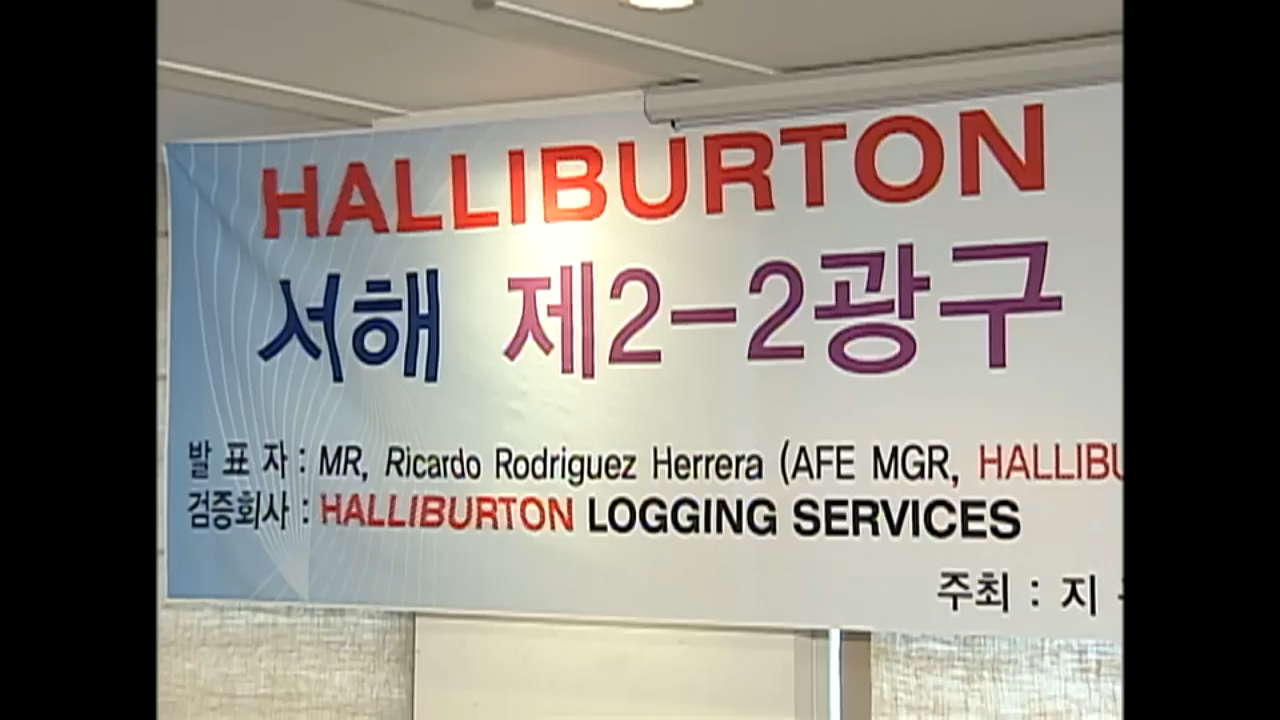 HALLIBURTON
서해 제2-2광구
발 표 자 : MR, Ricardo Rodriguez Herrera (AFE MGR, HALLIBU
검증회사 : HALLIBURTON LOGGING SERVICES
주최 : 지